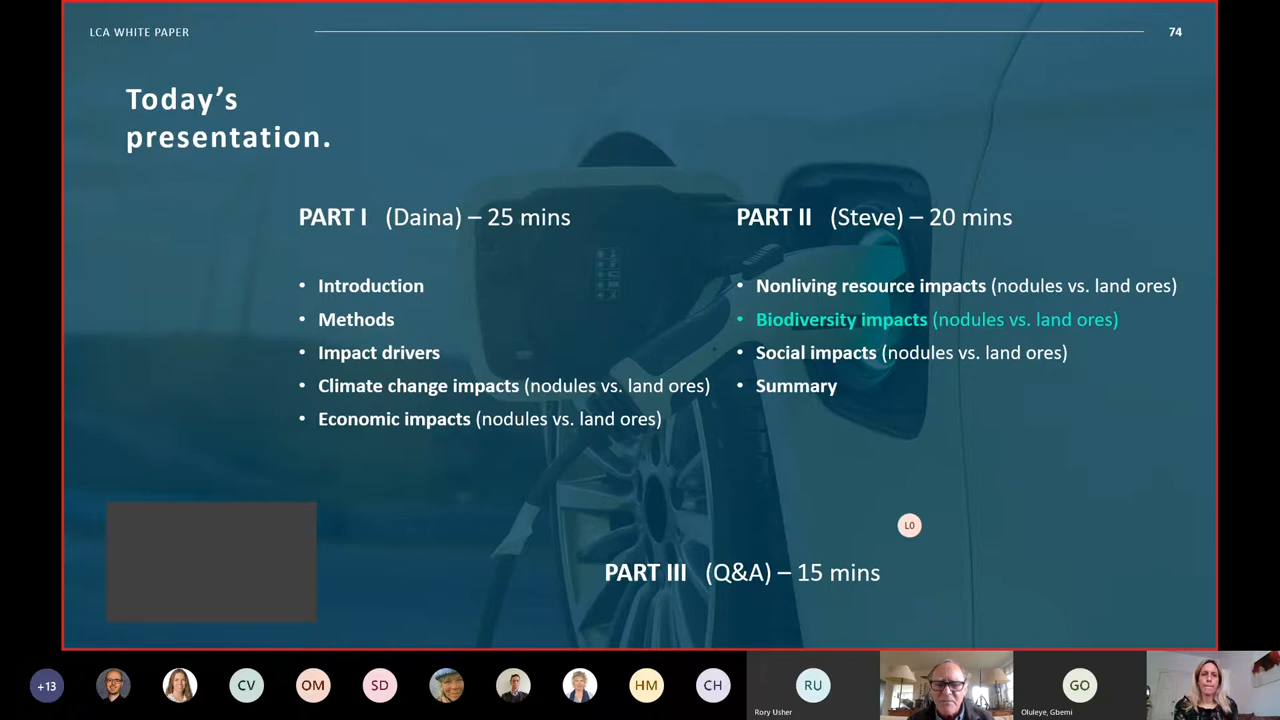 LCA WHITE PAPER
74
Today's
presentation.
PART I (Daina) – 25 mins
• Introduction
• Methods
• Impact drivers
• Climate change impacts (nodules vs. land ores)
• Economic impacts (nodules vs. land ores)
PART II (Steve) – 20 mins
• Nonliving resource impacts (nodules vs. land ores)
• Biodiversity impacts (nodules vs. land ores)
• Social impacts (nodules vs. land ores)
• Summary
L0
PART III (Q&A) – 15 mins
+13
CV
OM
SD
HM
CH
RU
Rory Usher
GO
Oluleye, Gbemi